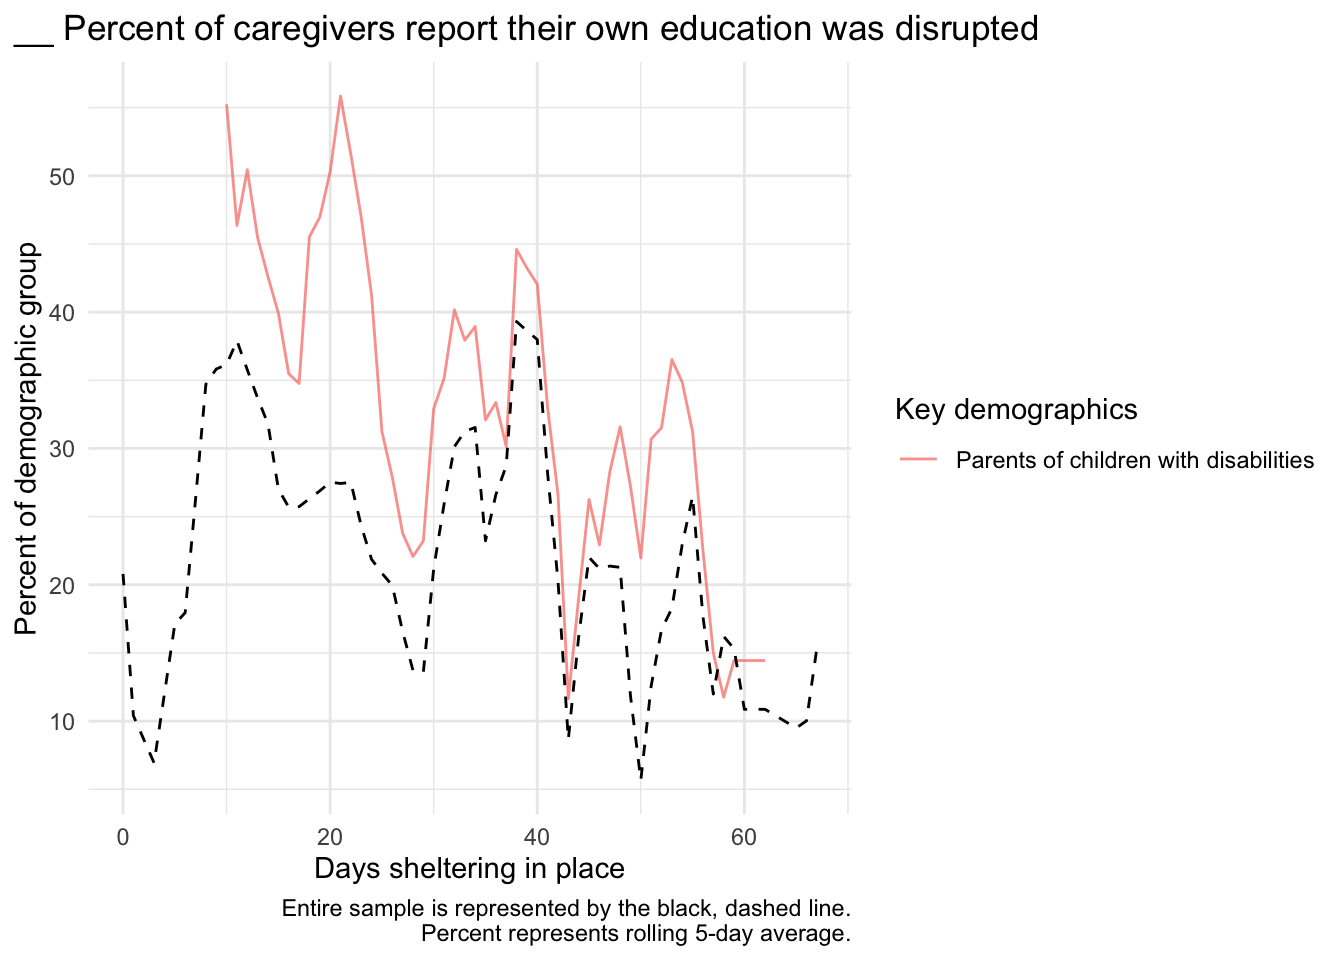 __ Percent of caregivers report their own education was disrupted
Percent of demographic group
50
40
30
20
10
0
20
40
60
Days sheltering in place
Key demographics
Parents of children with disabilities
Entire sample is represented by the black, dashed line.
Percent represents rolling 5-day average.